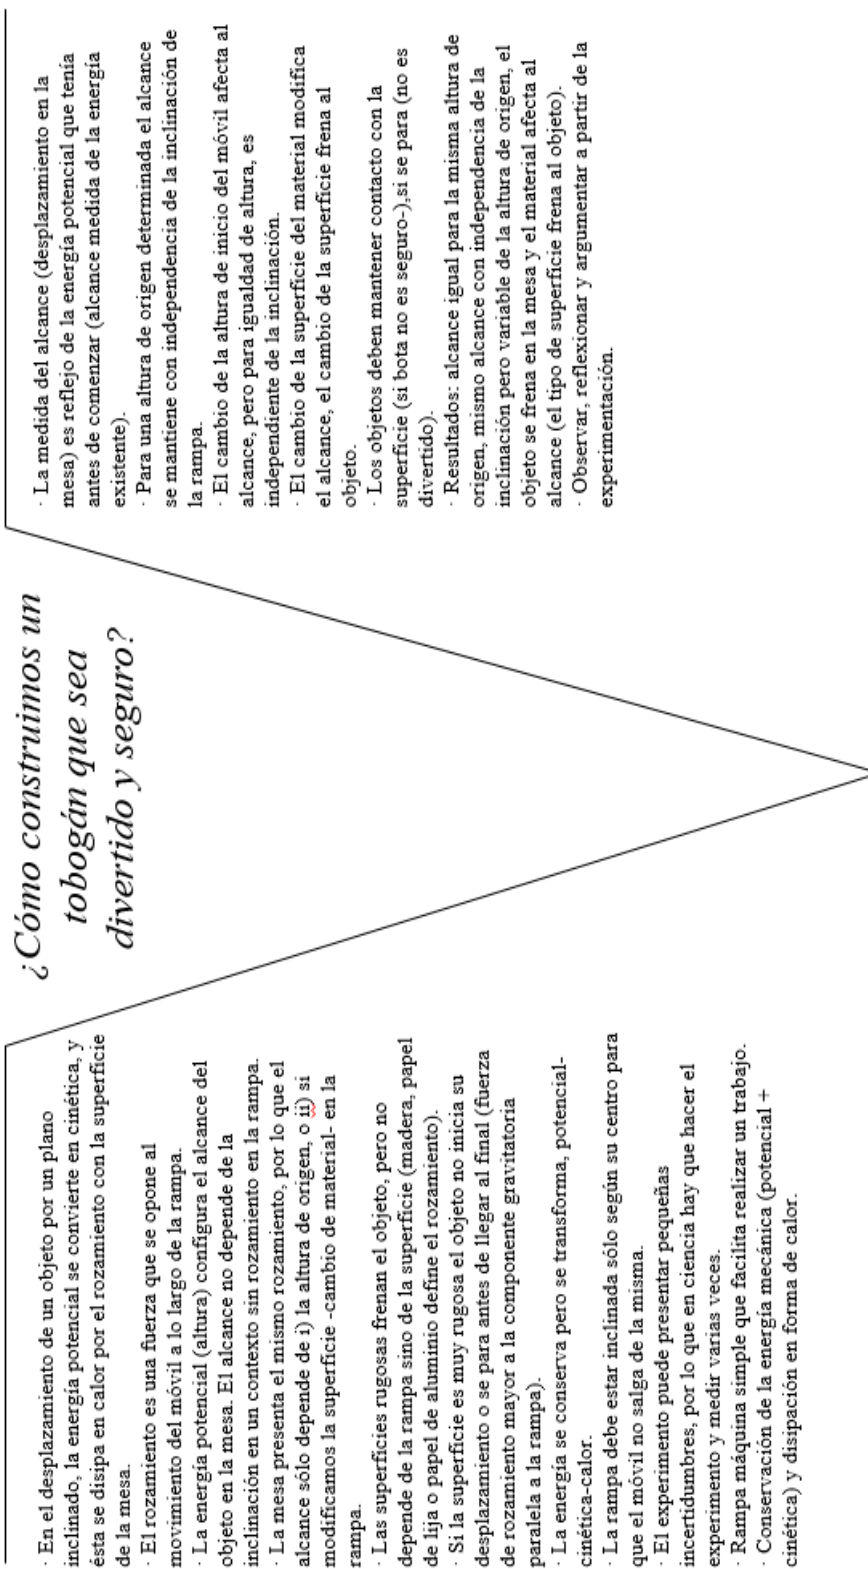 · En el desplazamiento de un objeto por un plano
inclinado, la energía potencial se convierte en cinética, y
ésta se disipa en calor por el rozamiento con la superficie
de la mesa.
· El rozamiento es una fuerza que se opone al
movimiento del móvil a lo largo de la rampa.
· La energía potencial (altura) configura el alcance del
objeto en la mesa. El alcance no depende de la
inclinación en un contexto sin rozamiento en la rampa.
· La mesa presenta el mismo rozamiento, por lo que el
alcance sólo depende de i) la altura de origen, o ii) si
modificamos la superficie -cambio de material- en la
rampa.
· Las superficies rugosas frenan el objeto, pero no
depende de la rampa sino de la superficie (madera, papel
de lija o papel de aluminio define el rozamiento).
· Si la superficie es muy rugosa el objeto no inicia su
desplazamiento o se para antes de llegar al final (fuerza
de rozamiento mayor a la componente gravitatoria
paralela a la rampa).
· La energía se conserva pero se transforma, potencial-
cinética-calor.
· La rampa debe estar inclinada sólo según su centro para
que el móvil no salga de la misma.
· El experimento puede presentar pequeñas
incertidumbres, por lo que en ciencia hay que hacer el
experimento y medir varias veces.
· Rampa máquina simple que facilita realizar un trabajo.
· Conservación de la energía mecánica (potencial +
cinética) y disipación en forma de calor.
¿Cómo construimos un
tobogán que sea
divertido y seguro?
· La medida del alcance (desplazamiento en la
mesa) es reflejo de la energía potencial que tenía
antes de comenzar (alcance medida de la energía
existente).
· Para una altura de origen determinada el alcance
se mantiene con independencia de la inclinación de
la rampa.
· El cambio de la altura de inicio del móvil afecta al
alcance, pero para igualdad de altura, es
independiente de la inclinación.
· El cambio de la superficie del material modifica
el alcance, el cambio de la superficie frena al
objeto.
· Los objetos deben mantener contacto con la
superficie (si bota no es seguro-),si se para (no es
divertido).
· Resultados: alcance igual para la misma altura de
origen, mismo alcance con independencia de la
inclinación pero variable de la altura de origen, el
objeto se frena en la mesa y el material afecta al
alcance (el tipo de superficie frena al objeto).
· Observar, reflexionar y argumentar a partir de la
experimentación.